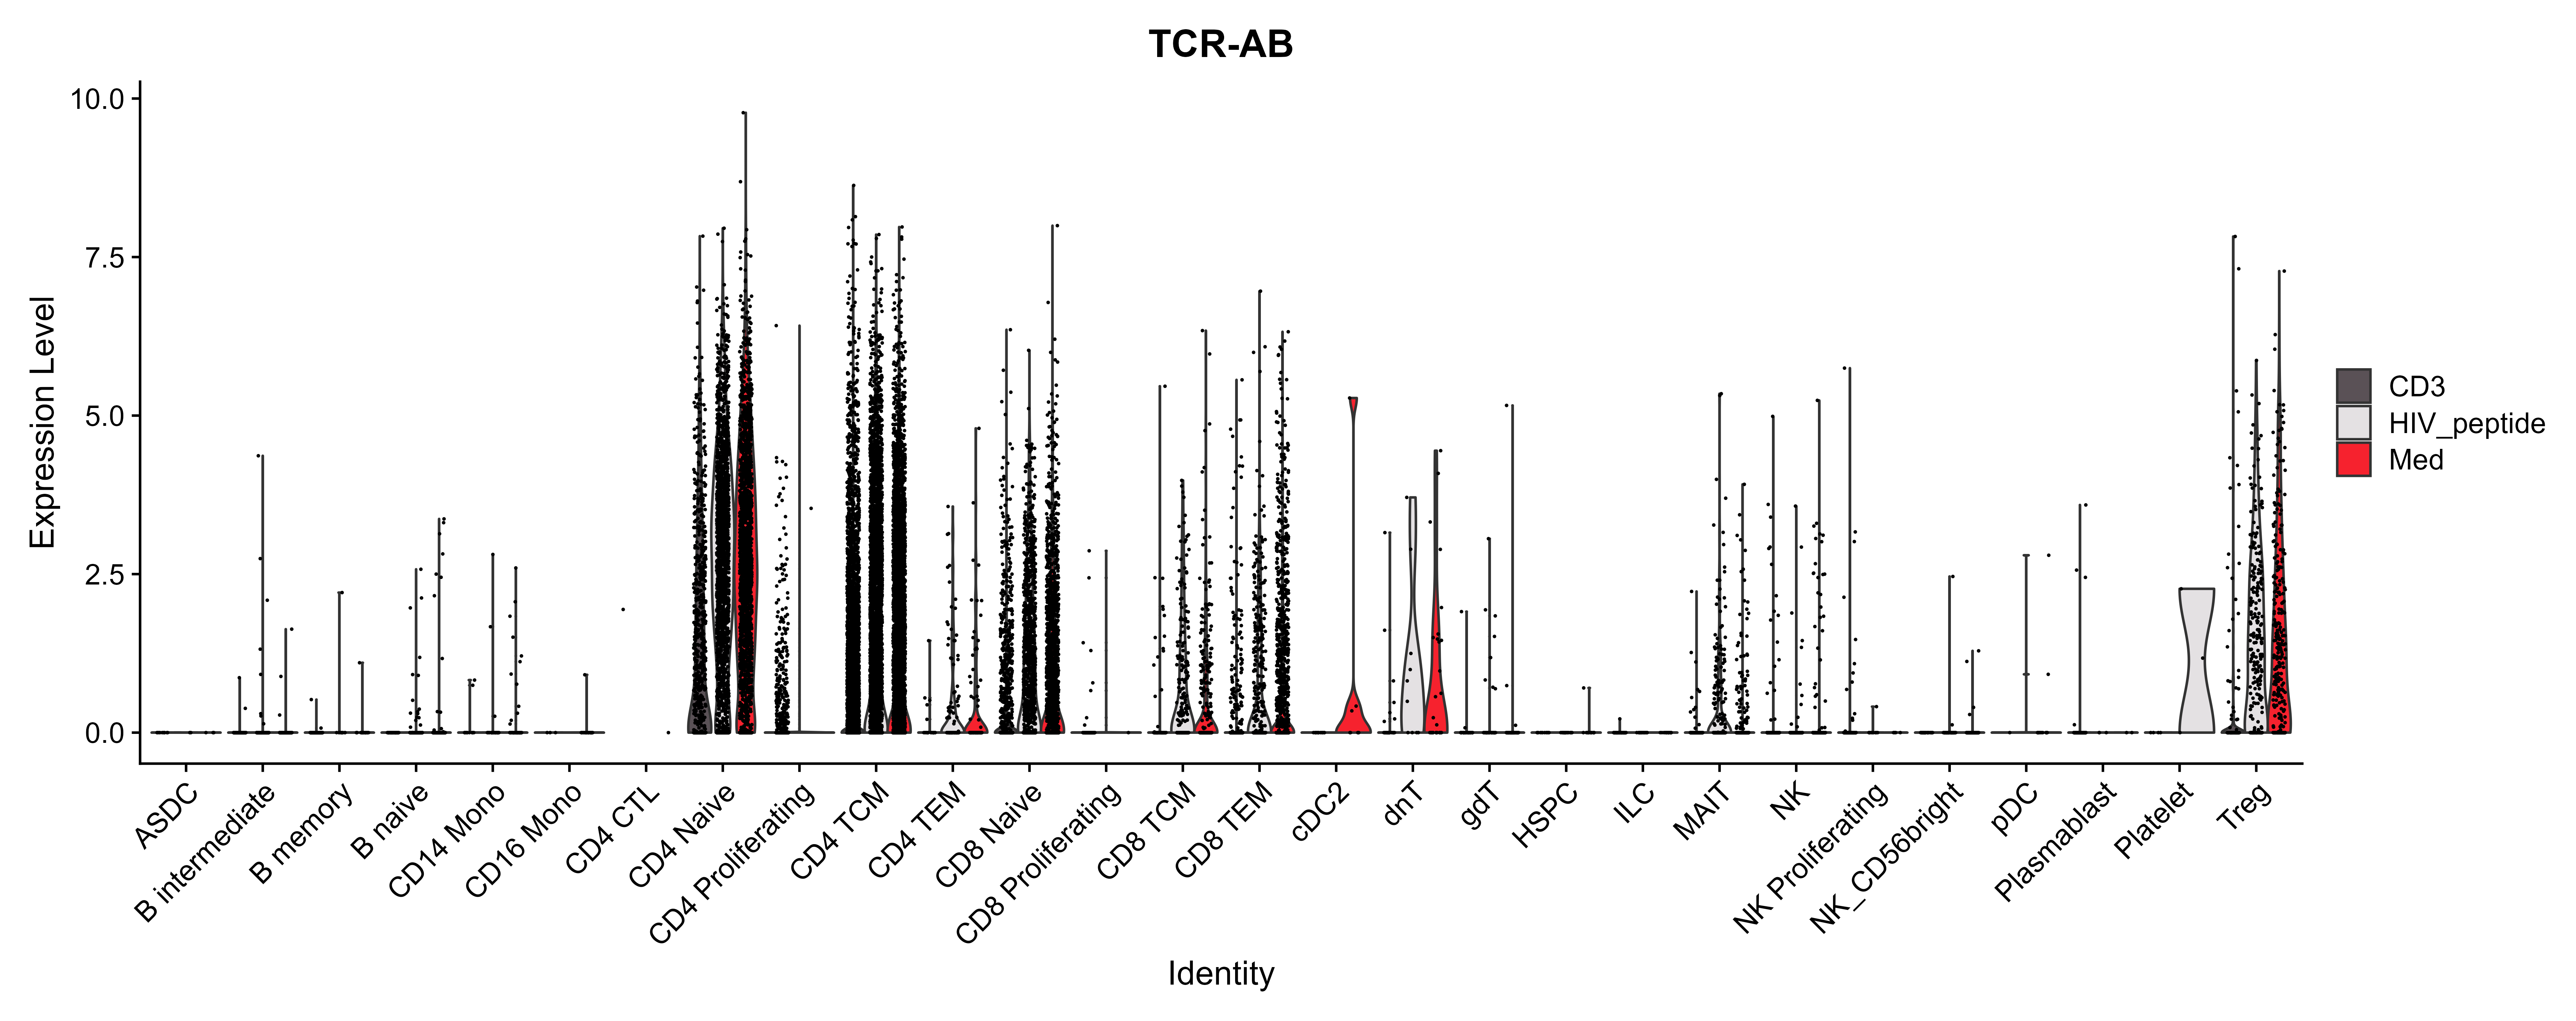 TCR-AB
Expression Level
10.0
7.5
5.0
2.5
0.0
ASDC
B intermediate
B memory
B naive
CD14 Mono
CD16 Mono
CD4 CTL
CD4 Naive
CD4 Proliferating
CD4 TCM
CD4 TEM
CD8 Naive
CD8 Proliferating
CD8 TCM
CD8 TEM
cDC2
dnT
gdT
HSPC
ILC
MAIT
NK
NK Proliferating
NK_CD56bright
pDC
Plasmablast
Platelet
Treg
Identity
CD3
HIV_peptide
Med